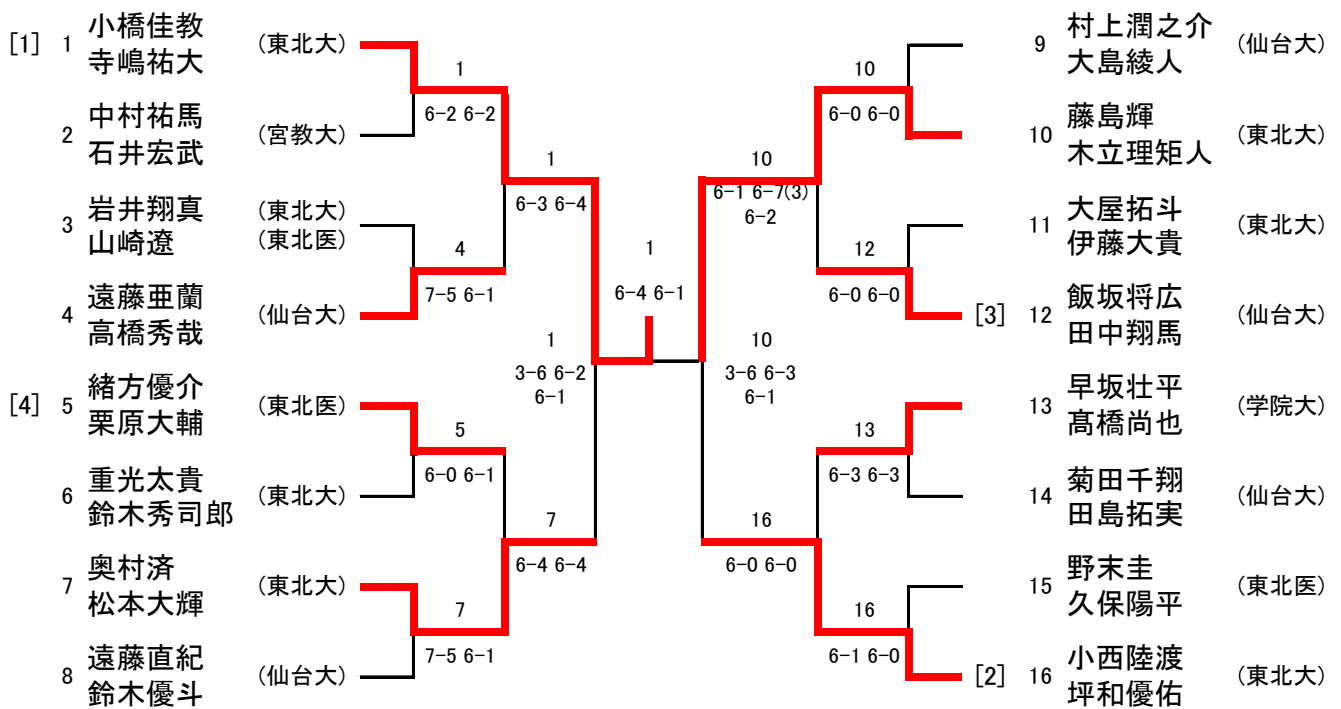 [1] 1 小橋佳教 (東北大)
寺嶋祐大
2 中村祐馬 (宮教大)
石井宏武
3 岩井翔真 (東北大)
山崎遼 (東北医)
4 遠藤亜蘭 (仙台大)
高橋秀哉
[4] 5 緒方優介 (東北医)
栗原大輔
6 重光太貴 (東北大)
鈴木秀司郎
7 奥村済 (東北大)
松本大輝
8 遠藤直紀 (仙台大)
鈴木優斗
1
6-2 6-2
4
7-5 6-1
5
6-0 6-1
7
7-5 6-1
1
6-3 6-4
7
6-4 6-4
1
3-6 6-2
6-1
1
6-4 6-1
10
3-6 6-3
6-1
10
6-1 6-7(3)
6-2
16
6-0 6-0
10
6-0 6-0
12
6-0 6-0
13
6-3 6-3
16
6-1 6-0
9 村上潤之介 (仙台大)
大島綾人
10 藤島輝 (東北大)
木立理矩人
11 大屋拓斗 (東北大)
伊藤大貴
[3] 12 飯坂将広 (仙台大)
田中翔馬
13 早坂壮平 (学院大)
髙橋尚也
14 菊田千翔 (仙台大)
田島拓実
15 野末圭 (東北医)
久保陽平
[2] 16 小西陸渡 (東北大)
坪和優佑